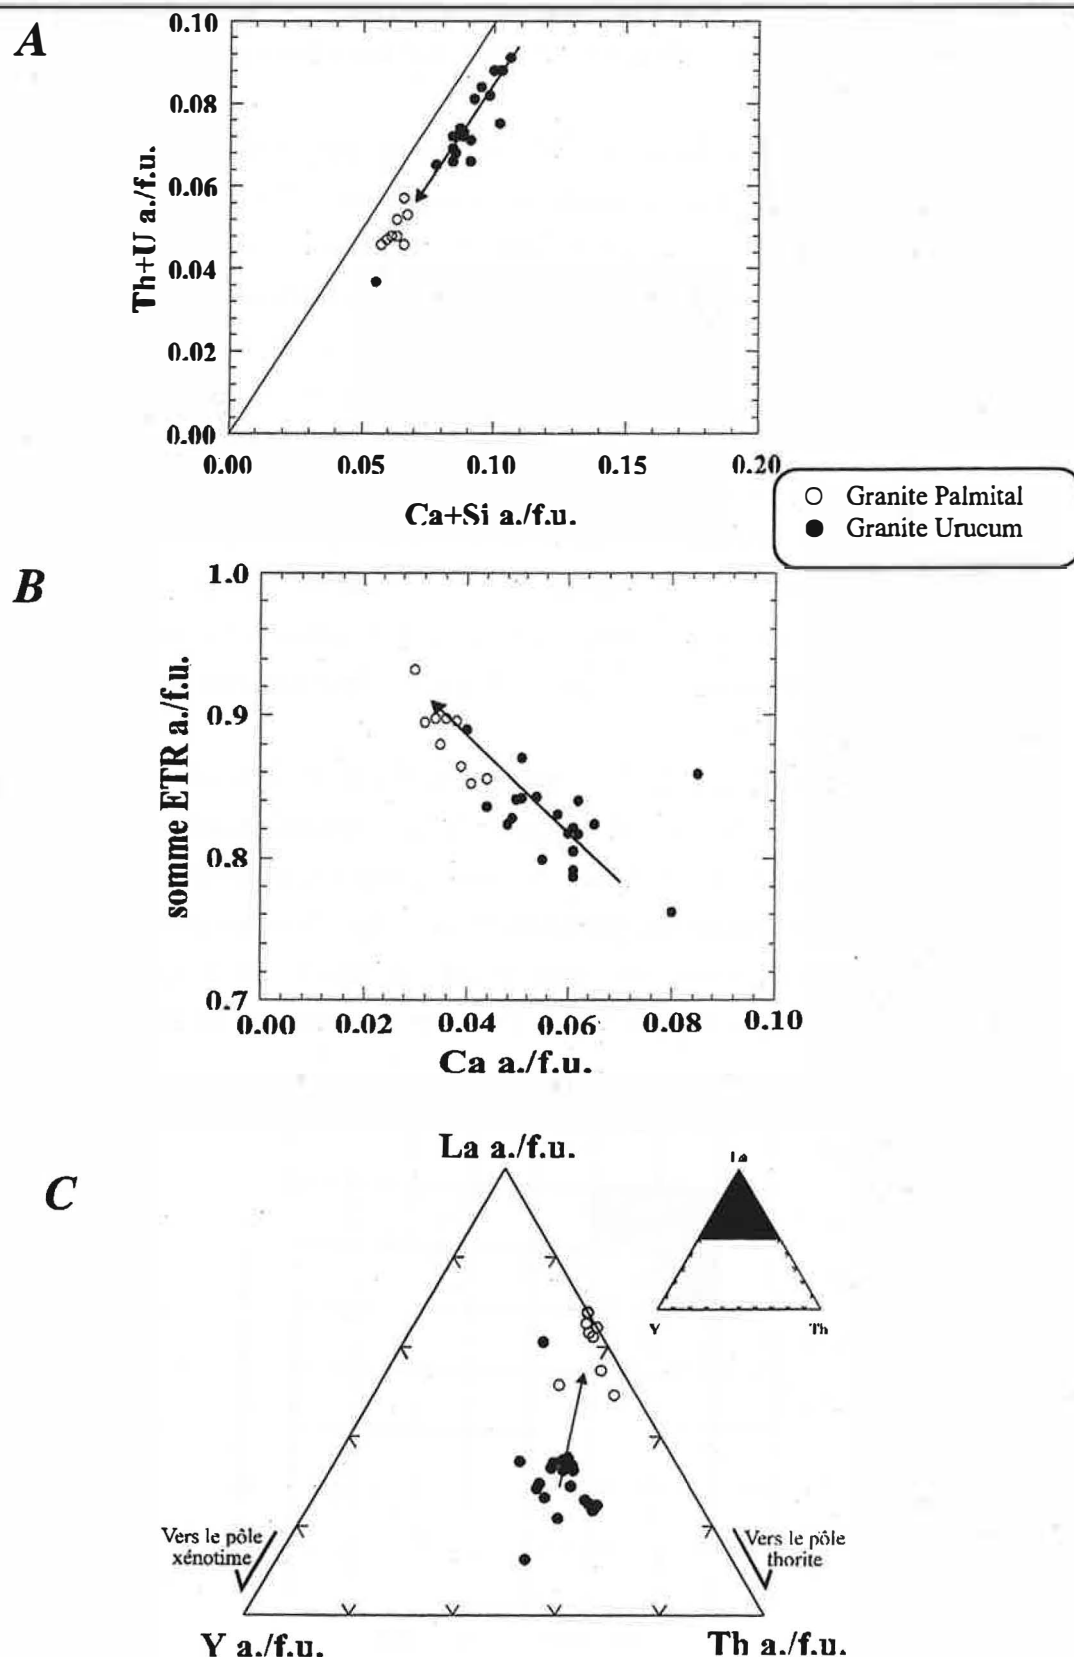 A
0.10
0.08
0.06
0.04
0.02
0.00
Th+U a./f.u.
0.00 0.05 0.10 0.15 0.20
Ca+Si a./f.u.
Granite Palmital
Granite Urucum
B
1.0
0.9
0.8
0.7
somme ETR a./f.u.
0.00 0.02 0.04 0.06 0.08 0.10
Ca a./f.u.
C
La a./f.u.
La
Y Th
Vers le pôle
xénotime
Vers le pôle
thorite
Y a./f.u. Th a./f.u.